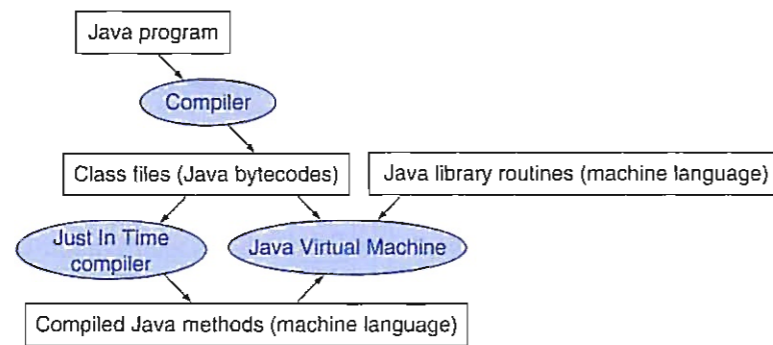 Java program
Compiler
Class files (Java bytecodes)
Java library routines (machine language)
Just In Time
compiler
Java Virtual Machine
Compiled Java methods (machine language)